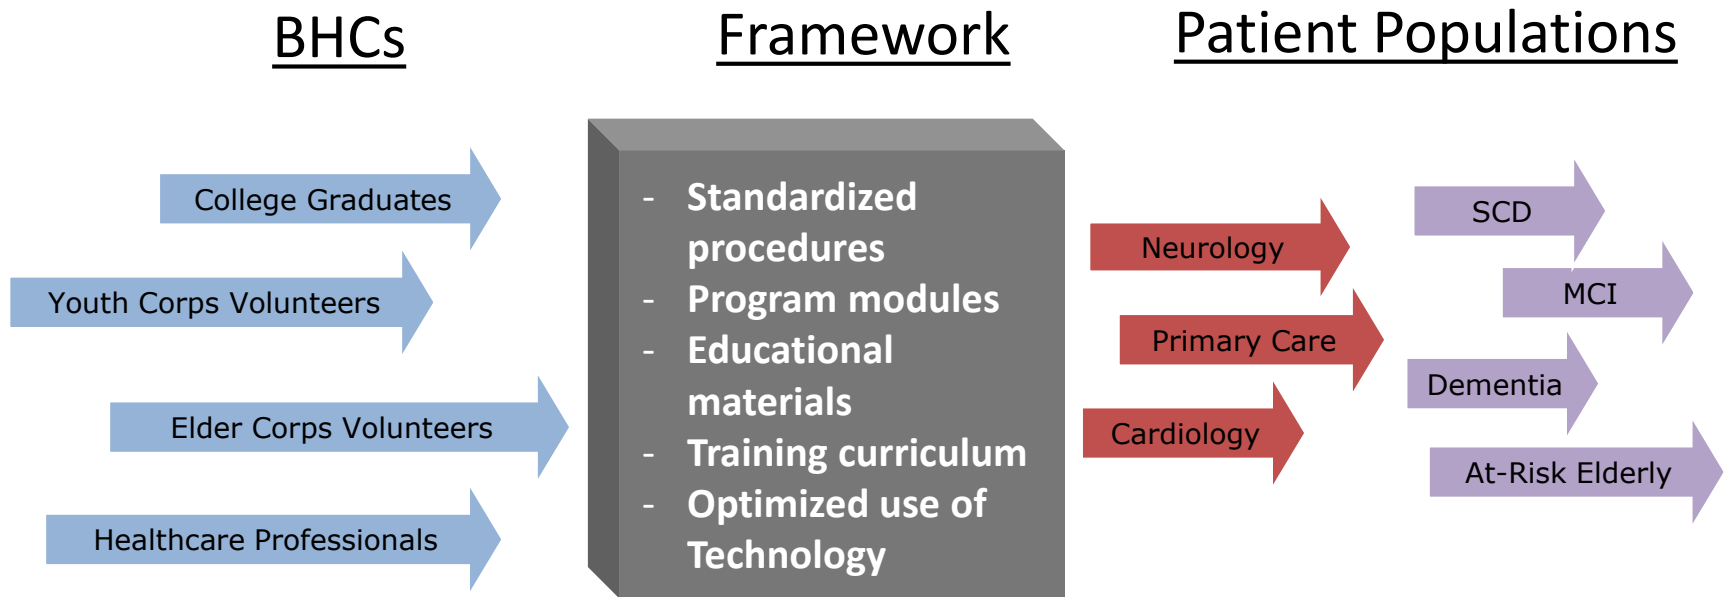 BHCs
Framework
Patient Populations
College Graduates
Youth Corps Volunteers
Elder Corps Volunteers
Healthcare Professionals
- Standardized
procedures
- Program modules
- Educational
materials
- Training curriculum
- Optimized use of
Technology
Neurology
Primary Care
Cardiology
SCD
MCI
Dementia
At-Risk Elderly